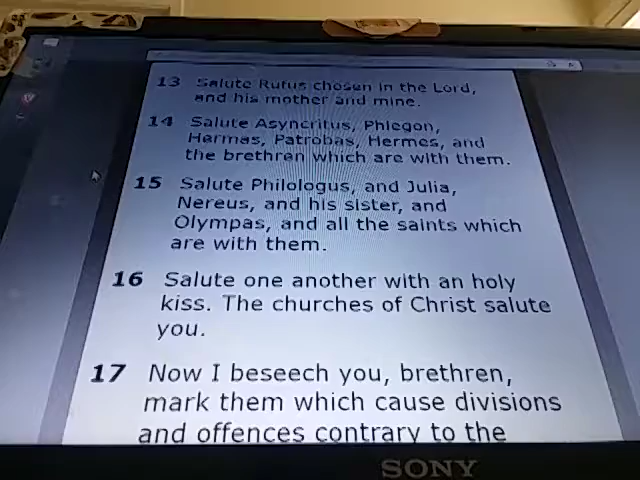 13 Salute Rufus chosen in the Lord,
and his mother and mine.
14 Salute Asyncritus, Phlegon,
Hermas, Patrobas, Hermes, and
the brethren which are with them.
15 Salute Philologus, and Julia,
Nereus, and his sister, and
Olympas, and all the saints which
are with them.
16 Salute one another with an holy
kiss. The churches of Christ salute
you.
17 Now I beseech you, brethren,
mark them which cause divisions
and offences contrary to the
SONY